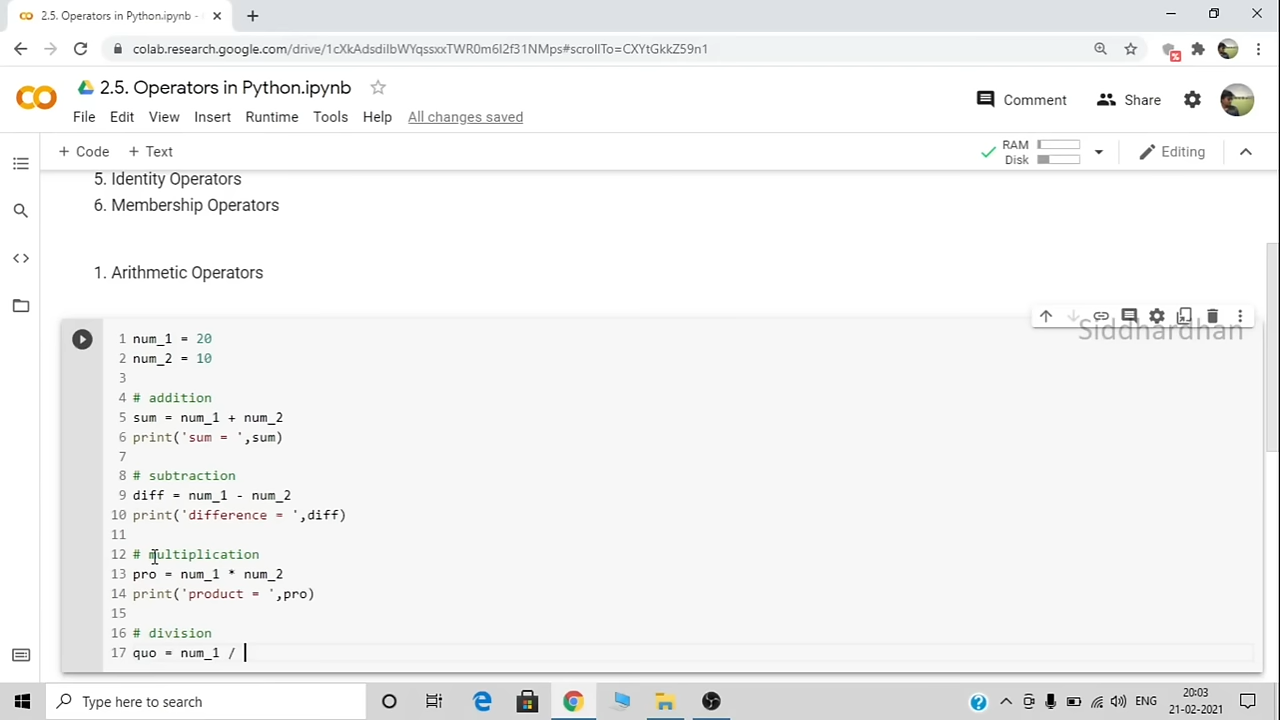 2.5. Operators in Python.ipynb -
colab.research.google.com/drive/1cXkAdsdiIbWYqssxxTWR0m6I2f31NMps#scrollTo=CXYtGkkZ59n1
2.5. Operators in Python.ipynb
File Edit View Insert Runtime Tools Help All changes saved
Comment Share
+ Code + Text
RAM
Disk
Editing
5. Identity Operators
6. Membership Operators
1. Arithmetic Operators
Siddhardhan
1 num_1 = 20
2 num_2 = 10
3
4 # addition
5 sum = num_1 + num_2
6 print('sum = ',sum)
7
8 # subtraction
9 diff = num_1 - num_2
10 print('difference = ',diff)
11
12 # multiplication
13 pro = num_1 * num_2
14 print('product = ',pro)
15
16 # division
17 quo = num_1 /
Type here to search
ENG
20:03
21-02-2021